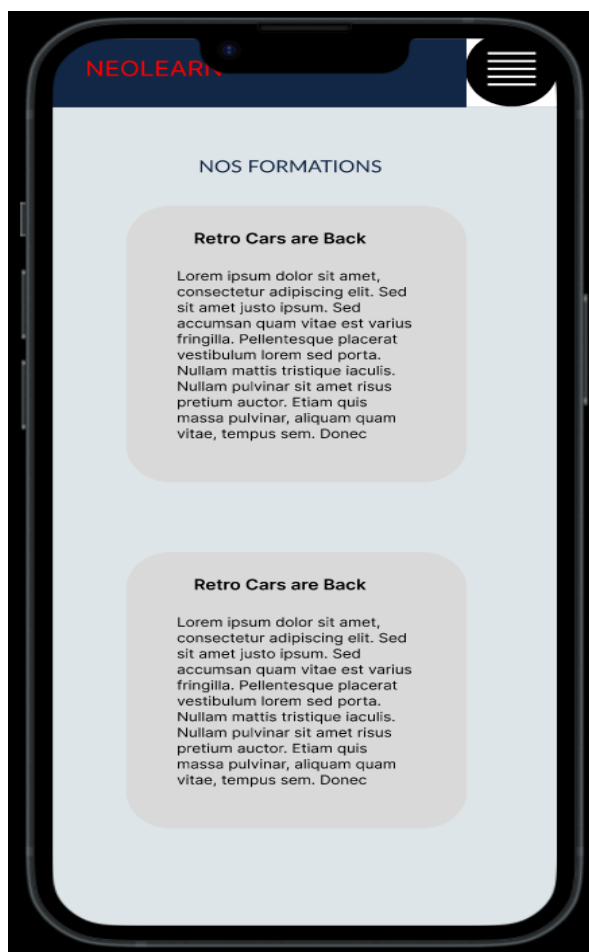 NEOLEARN
NOS FORMATIONS
Retro Cars are Back
Lorem ipsum dolor sit amet,
consectetur adipiscing elit. Sed
sit amet justo ipsum. Sed
accumsan quam vitae est varius
fringilla. Pellentesque placerat
vestibulum lorem sed porta.
Nullam mattis tristique iaculis.
Nullam pulvinar sit amet risus
pretium auctor. Etiam quis
massa pulvinar, aliquam quam
vitae, tempus sem. Donec
Retro Cars are Back
Lorem ipsum dolor sit amet,
consectetur adipiscing elit. Sed
sit amet justo ipsum. Sed
accumsan quam vitae est varius
fringilla. Pellentesque placerat
vestibulum lorem sed porta.
Nullam mattis tristique iaculis.
Nullam pulvinar sit amet risus
pretium auctor. Etiam quis
massa pulvinar, aliquam quam
vitae, tempus sem. Donec